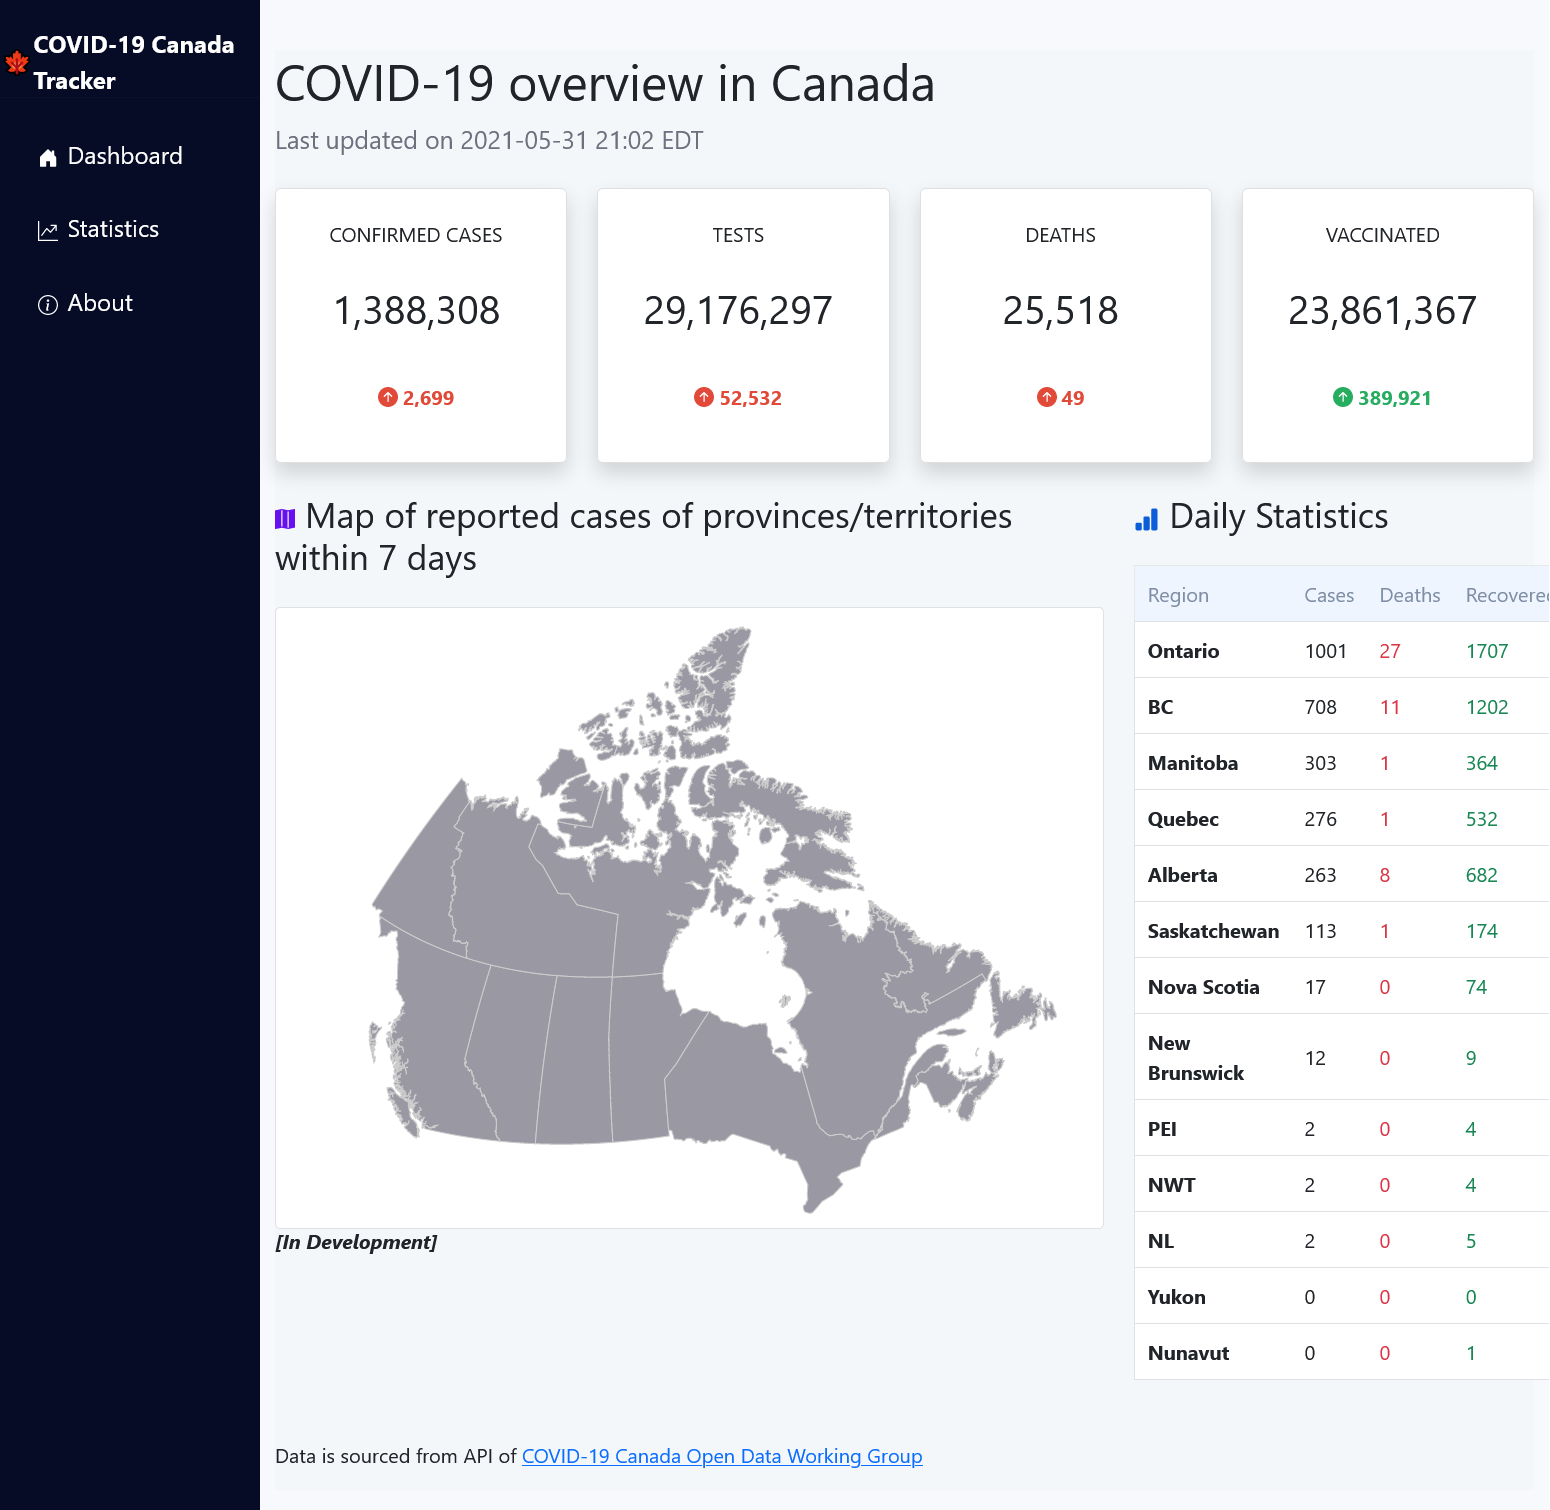 COVID-19 Canada
Tracker
Dashboard
Statistics
About
COVID-19 overview in Canada
Last updated on 2021-05-31 21:02 EDT
CONFIRMED CASES
1,388,308
2,699
TESTS
29,176,297
52,532
DEATHS
25,518
49
VACCINATED
23,861,367
389,921
Map of reported cases of provinces/territories
within 7 days
[In Development]
Daily Statistics
Region Cases Deaths Recovered
Ontario 1001 27 1707
BC 708 11 1202
Manitoba 303 1 364
Quebec 276 1 532
Alberta 263 8 682
Saskatchewan 113 1 174
Nova Scotia 17 0 74
New
Brunswick 12 0 9
PEI 2 0 4
NWT 2 0 4
NL 2 0 5
Yukon 0 0 0
Nunavut 0 0 1
Data is sourced from API of COVID-19 Canada Open Data Working Group